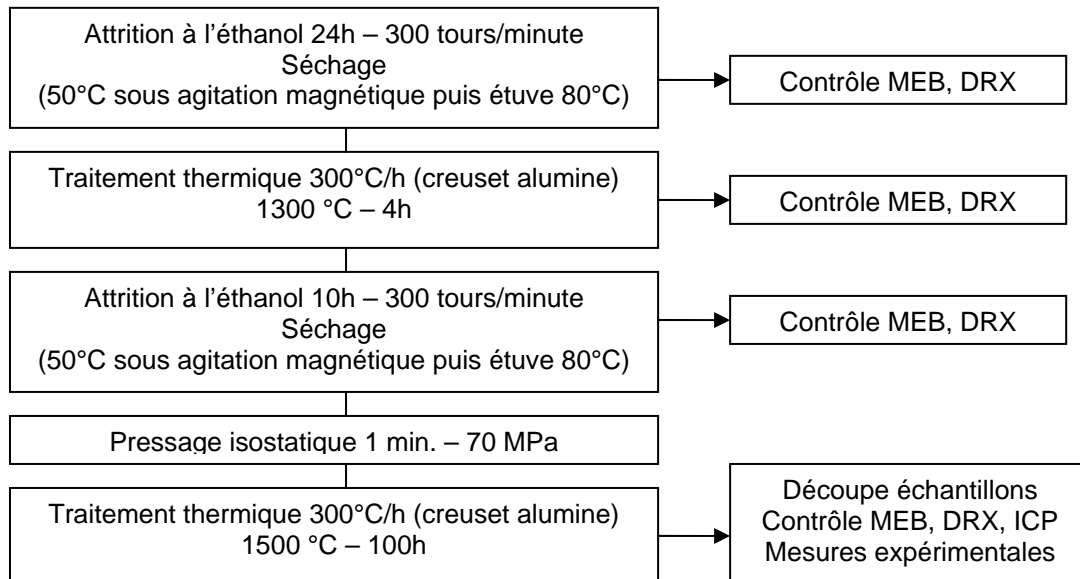 Attrition à l’éthanol 24h – 300 tours/minute
Séchage
(50°C sous agitation magnétique puis étuve 80°C)
Contrôle MEB, DRX
Traitement thermique 300°C/h (creuset alumine)
1300 °C – 4h
Contrôle MEB, DRX
Attrition à l’éthanol 10h – 300 tours/minute
Séchage
(50°C sous agitation magnétique puis étuve 80°C)
Contrôle MEB, DRX
Pressage isostatique 1 min. – 70 MPa
Traitement thermique 300°C/h (creuset alumine)
1500 °C – 100h
Découpe échantillons
Contrôle MEB, DRX, ICP
Mesures expérimentales